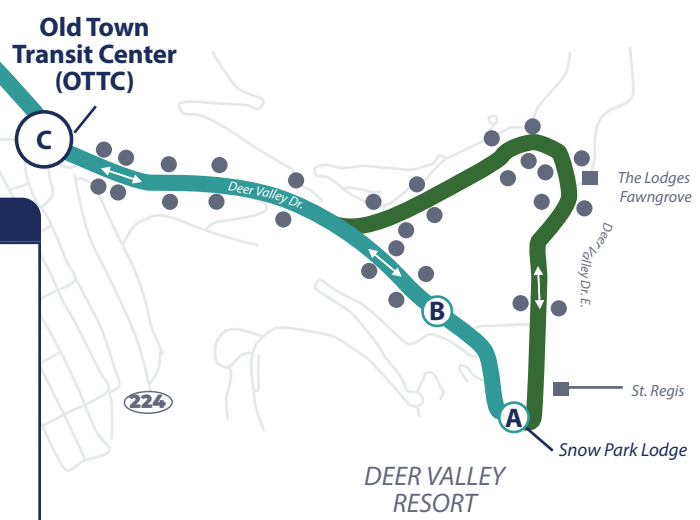 Old Town
Transit Center
(OTTC)
C
Deer Valley Dr.
The Lodges
Fawngrove
Deer Valley Dr. E.
B
224
St. Regis
A
Snow Park Lodge
DEER VALLEY
RESORT